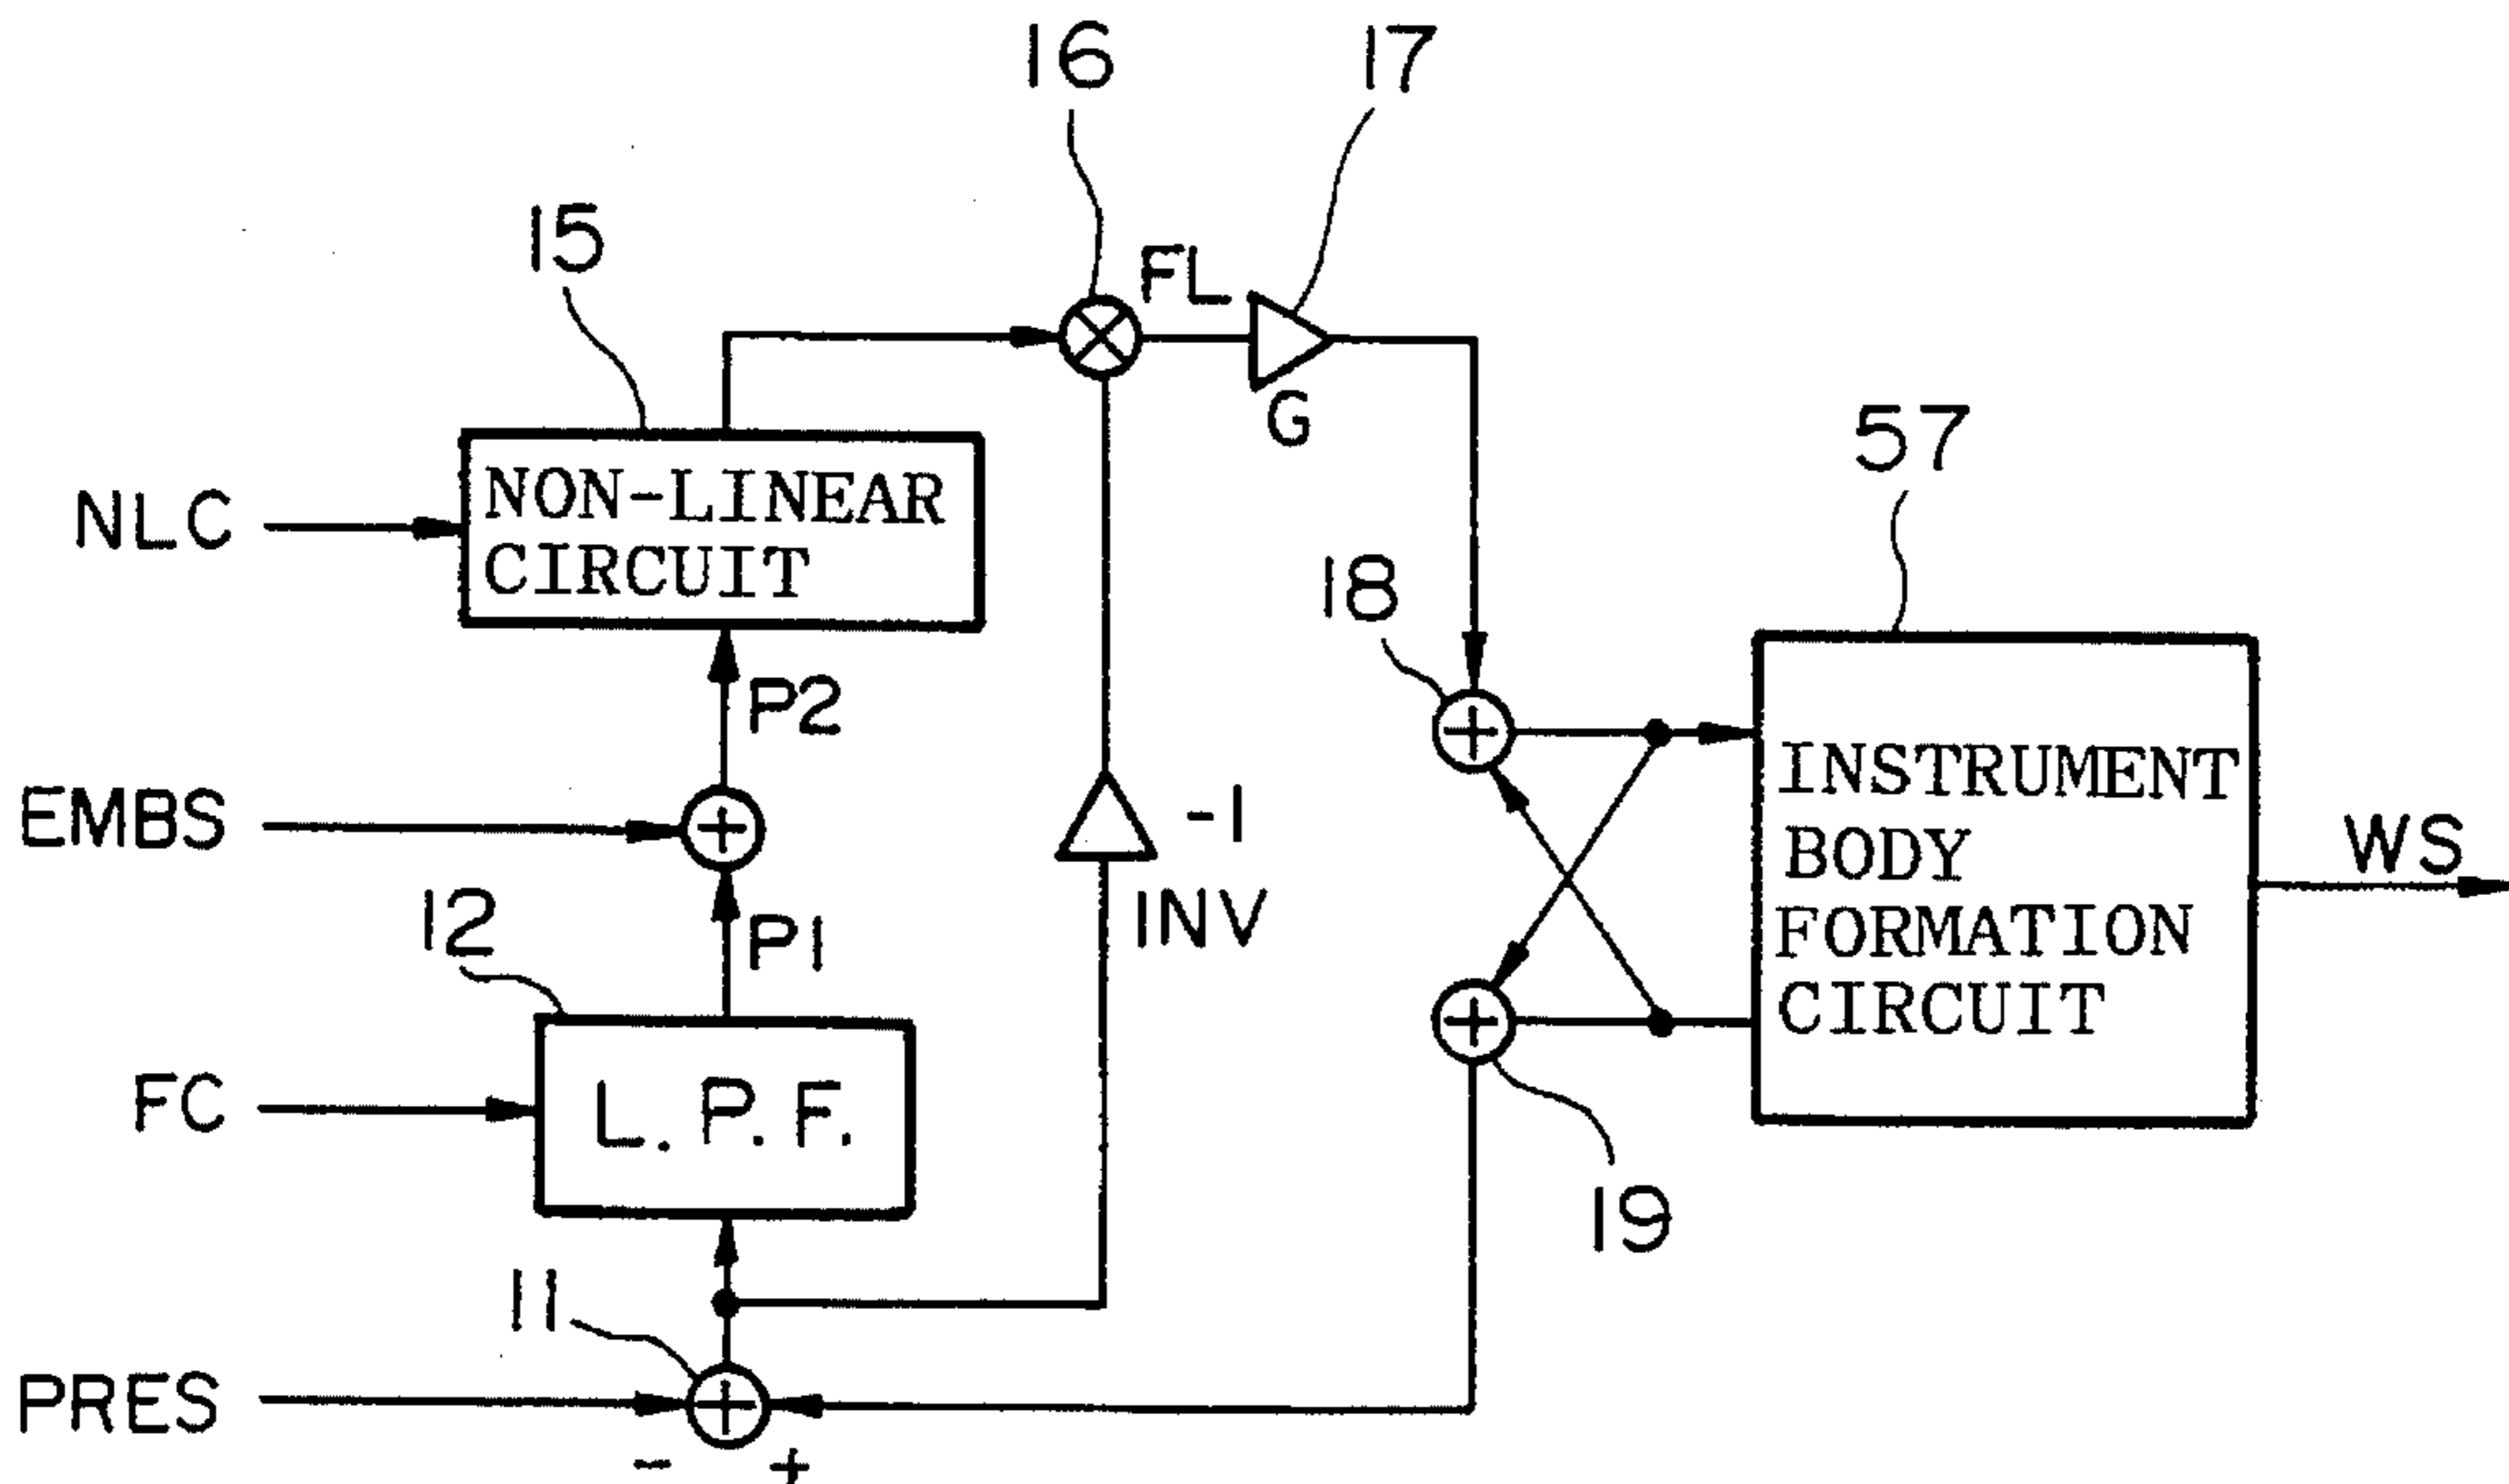 16
17
15
FL
G
57
NLC
NON-LINEAR
CIRCUIT
18
P2
INSTRUMENT
BODY
FORMATION
CIRCUIT
EMBS
-1
INV
WS
12
P1
FC
L.P.F.
19
11
PRES
- +